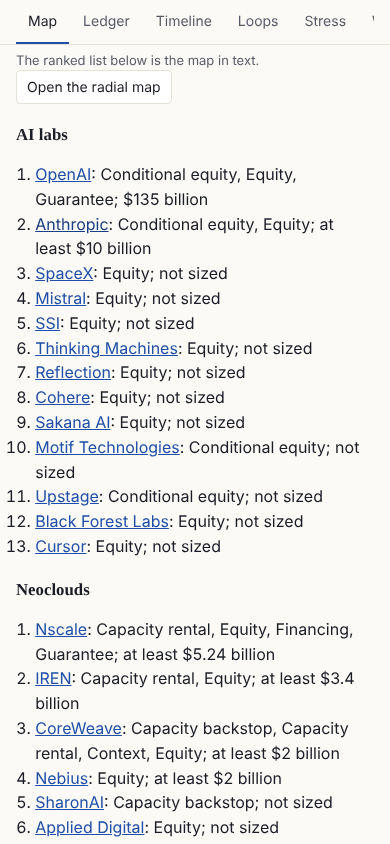 Map Ledger Timeline Loops Stress
The ranked list below is the map in text.
Open the radial map
AI labs
1. OpenAI: Conditional equity, Equity,
Guarantee; $135 billion
2. Anthropic: Conditional equity, Equity; at
least $10 billion
3. SpaceX: Equity; not sized
4. Mistral: Equity; not sized
5. SSI: Equity; not sized
6. Thinking Machines: Equity; not sized
7. Reflection: Equity; not sized
8. Cohere: Equity; not sized
9. Sakana AI: Equity; not sized
10. Motif Technologies: Conditional equity; not
sized
11. Upstage: Conditional equity; not sized
12. Black Forest Labs: Equity; not sized
13. Cursor: Equity; not sized
Neoclouds
1. Nscale: Capacity rental, Equity, Financing,
Guarantee; at least $5.24 billion
2. IREN: Capacity rental, Equity; at least $3.4
billion
3. CoreWeave: Capacity backstop, Capacity
rental, Context, Equity; at least $2 billion
4. Nebius: Equity; at least $2 billion
5. SharonAI: Capacity backstop; not sized
6. Applied Digital: Equity; not sized